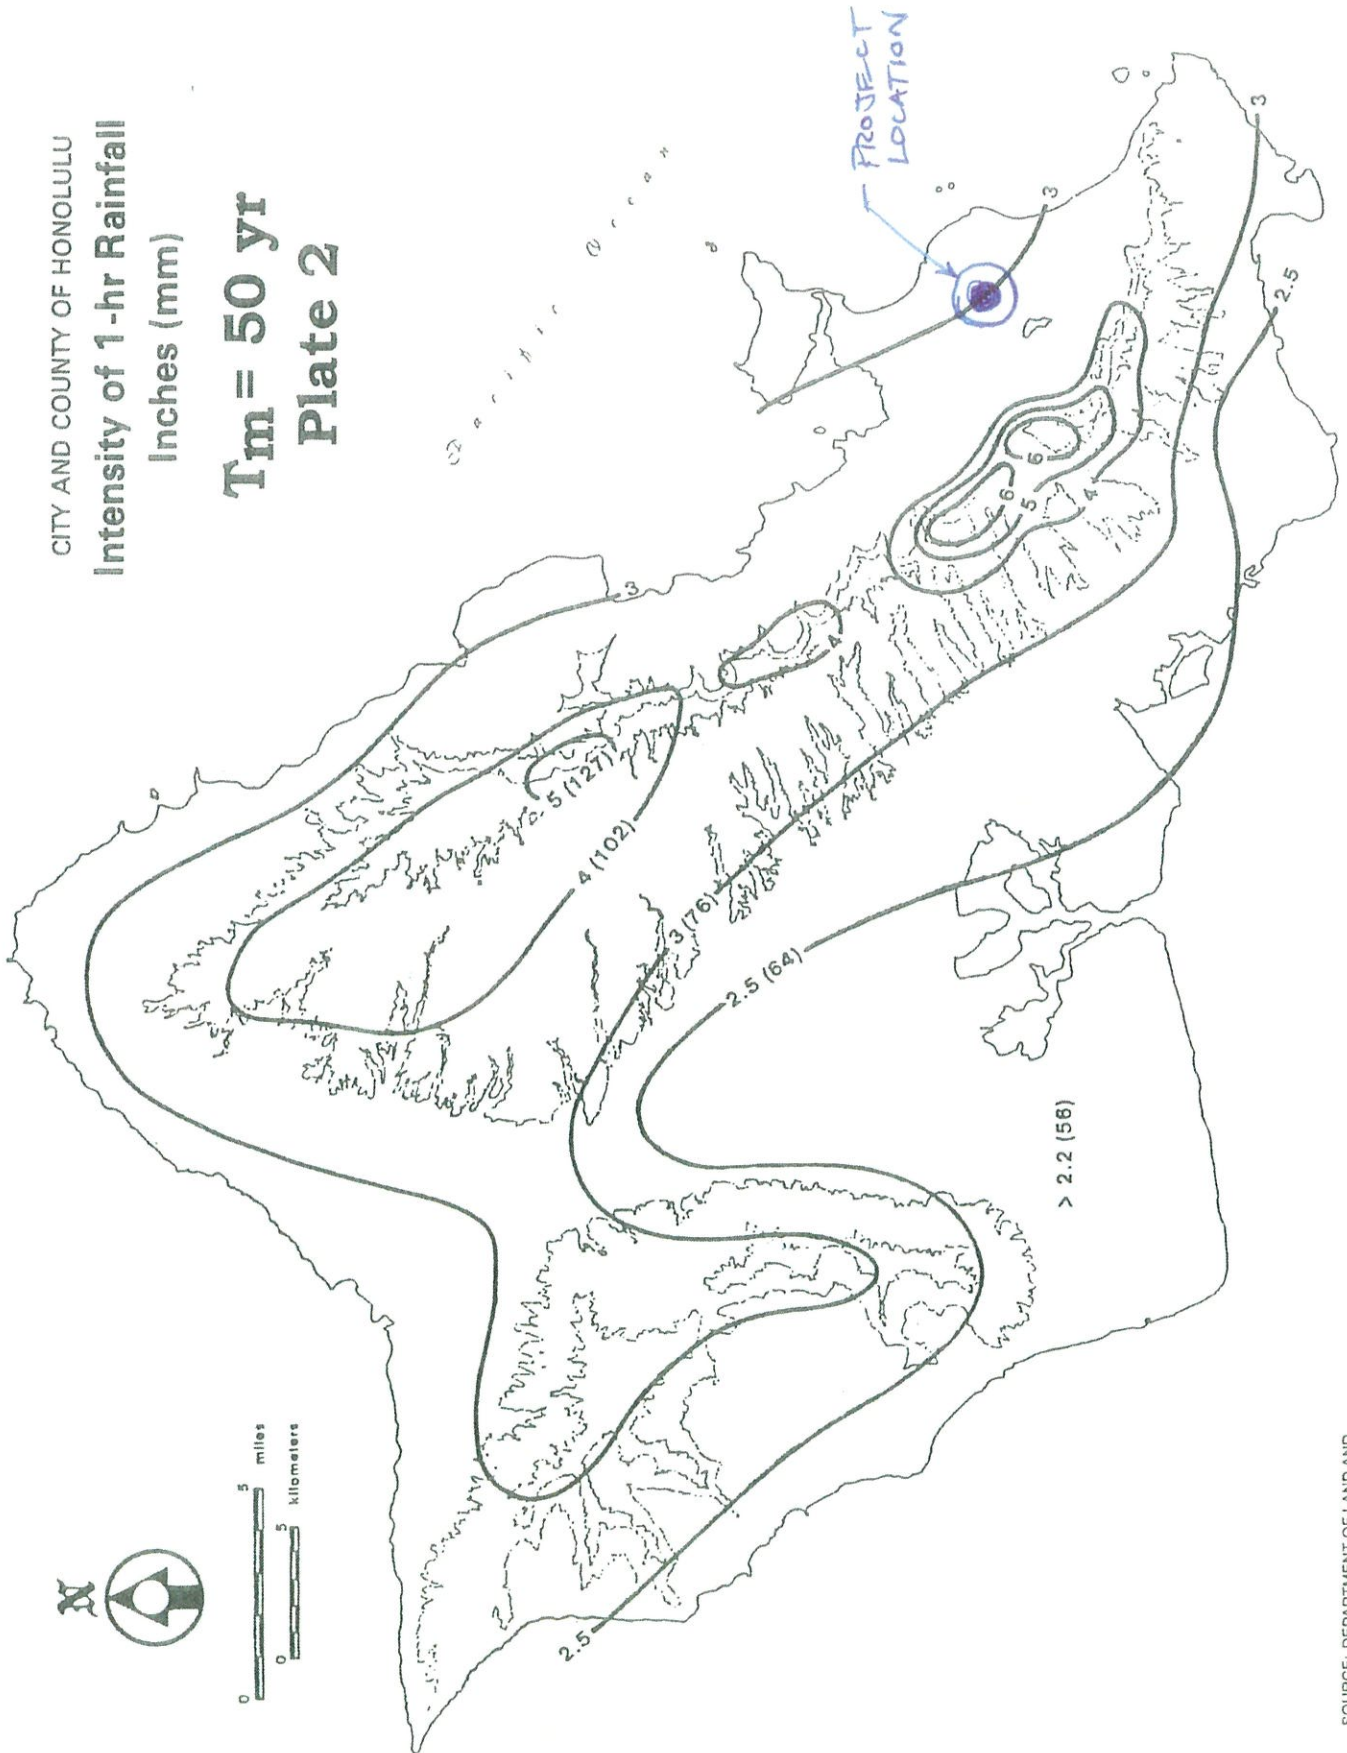 CITY AND COUNTY OF HONOLULU
Intensity of 1-hr Rainfall
Inches (mm)
Tm = 50 yr
Plate 2
N
0 5 miles
0 5 kilometers
PROJECT
LOCATION
3
3
3
2.5
6
6
5
4
4
5 (127)
4 (102)
3 (76)
2.5 (64)
> 2.2 (56)
2.5
SOURCE: DEPARTMENT OF LAND AND